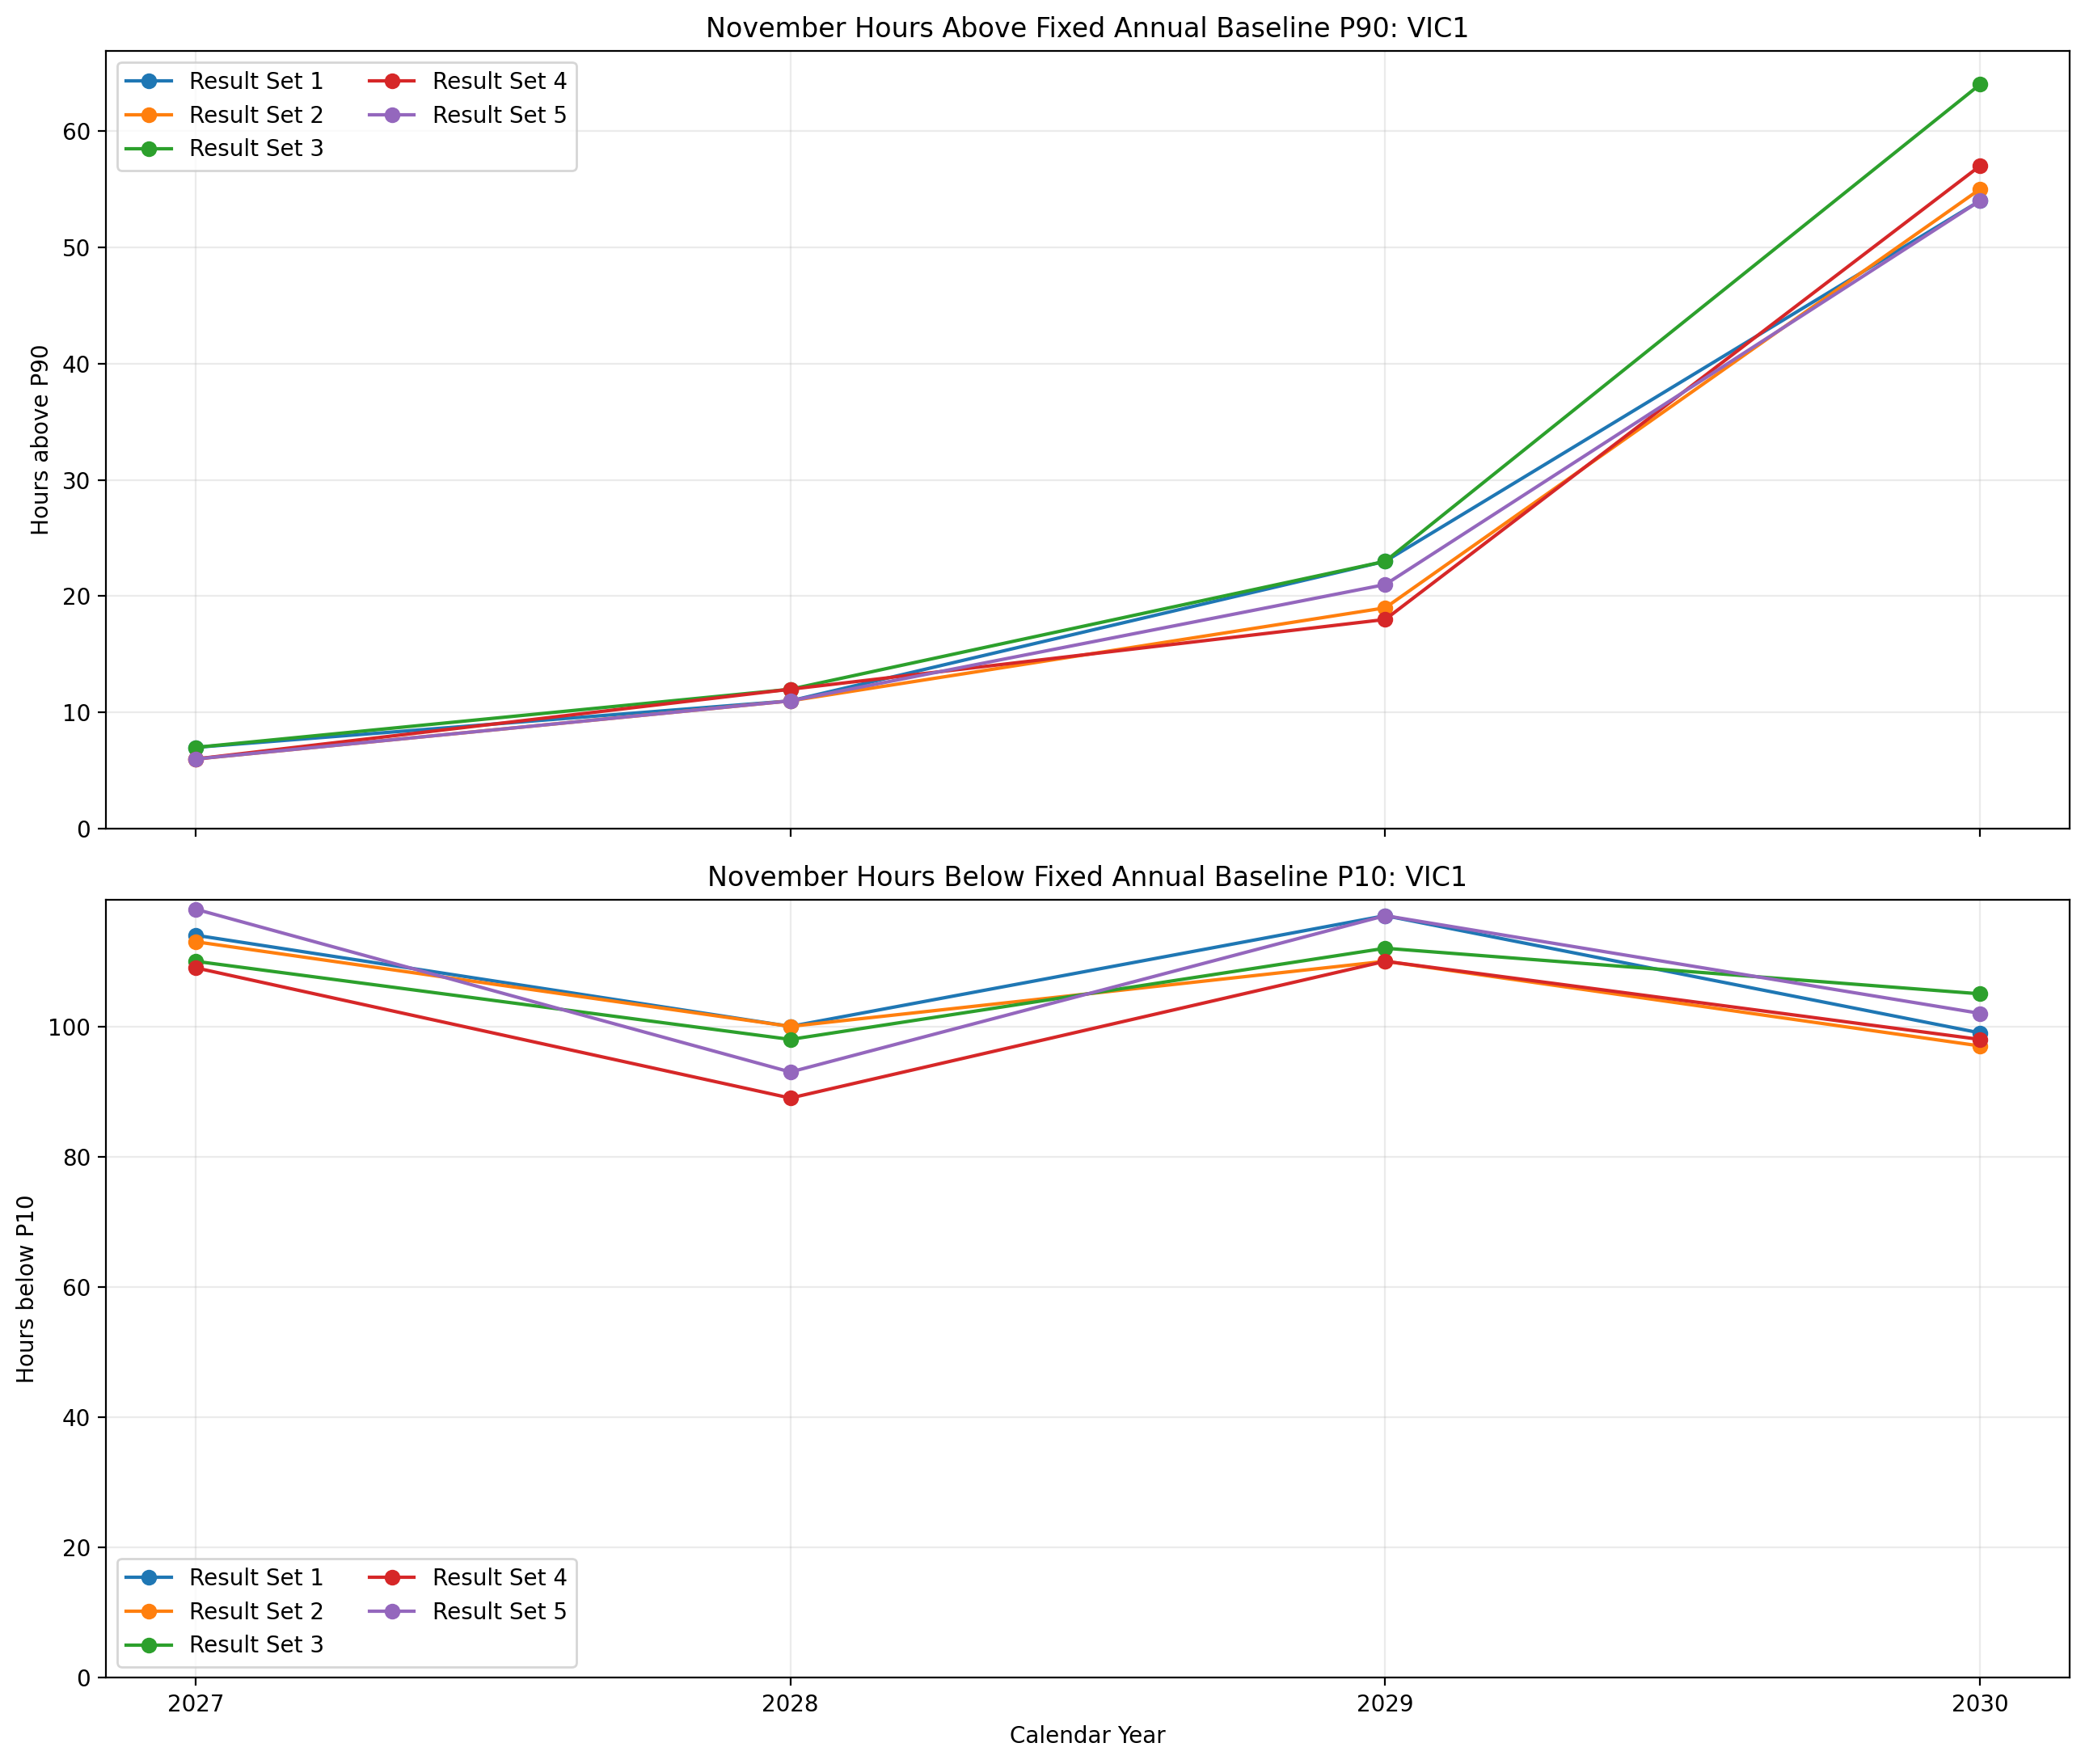 November Hours Above Fixed Annual Baseline P90: VIC1
Result Set 1
Result Set 2
Result Set 3
Result Set 4
Result Set 5
Hours above P90
60
50
40
30
20
10
0
November Hours Below Fixed Annual Baseline P10: VIC1
Hours below P10
100
80
60
40
20
0
Result Set 1
Result Set 2
Result Set 3
Result Set 4
Result Set 5
2027
2028
2029
2030
Calendar Year